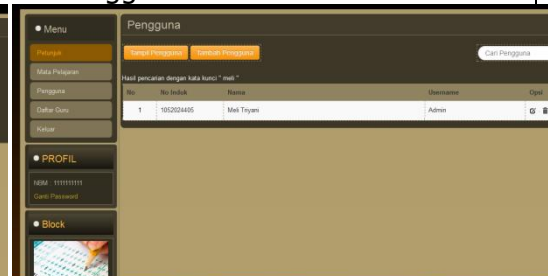 Menu
Petunjuk
Mata Pelajaran
Pengguna
Daftar Guru
Keluar
PROFIL
NBM : 1111111111
Ganti Password
Block
Pengguna
Tampil Pengguna
Tambah Pengguna
Cari Pengguna
Hasil pencarian dengan kata kunci " meli "
No No Induk Nama Username Opsi
1 1052024405 Meli Triyani Admin